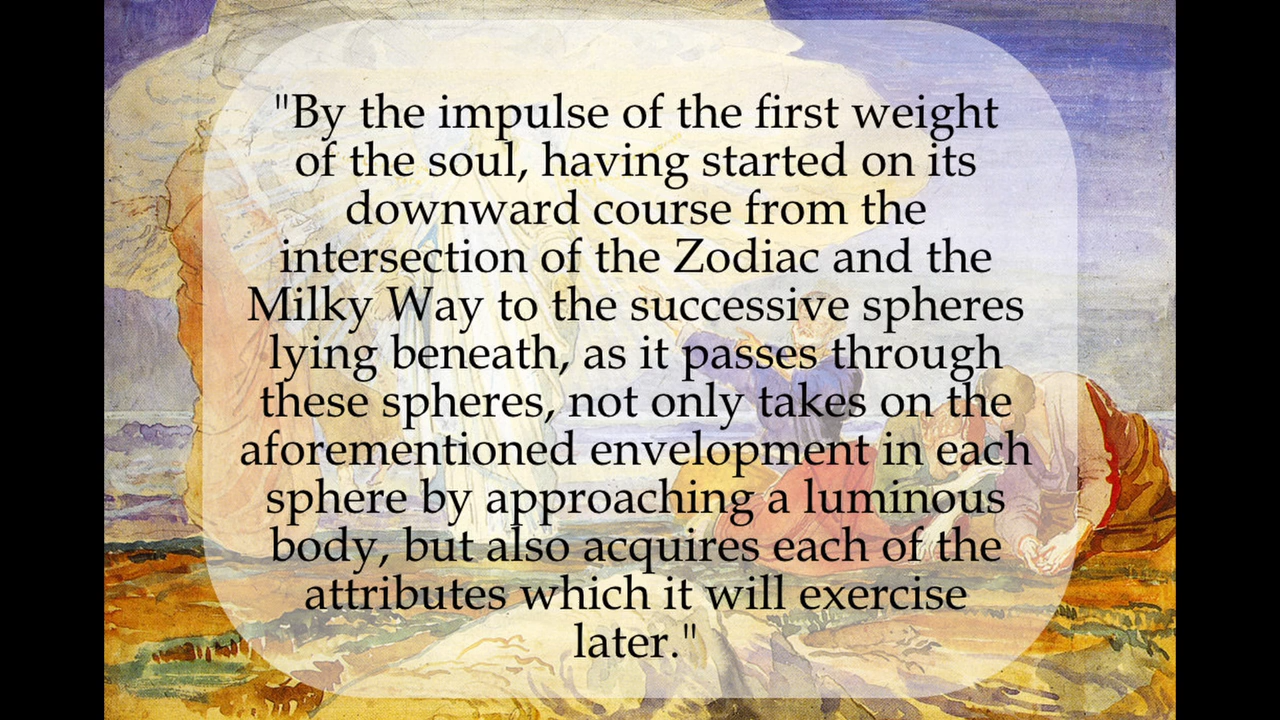 "By the impulse of the first weight
of the soul, having started on its
downward course from the
intersection of the Zodiac and the
Milky Way to the successive spheres
lying beneath, as it passes through
these spheres, not only takes on the
aforementioned envelopment in each
sphere by approaching a luminous
body, but also acquires each of the
attributes which it will exercise
later."